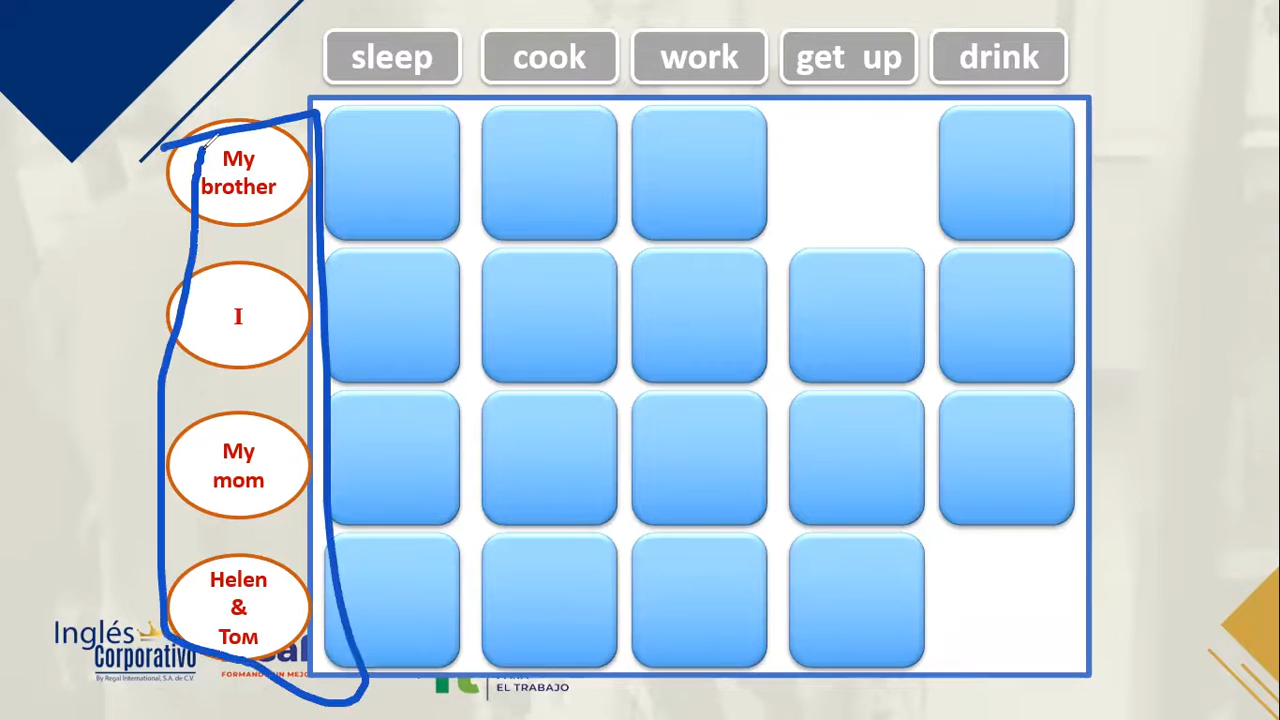 sleep cook work get up drink
My
brother
I
My
mom
Helen
&
Tom
Inglés
Corporativo
By Regal International, S.A. de C.V.
EL TRABAJO